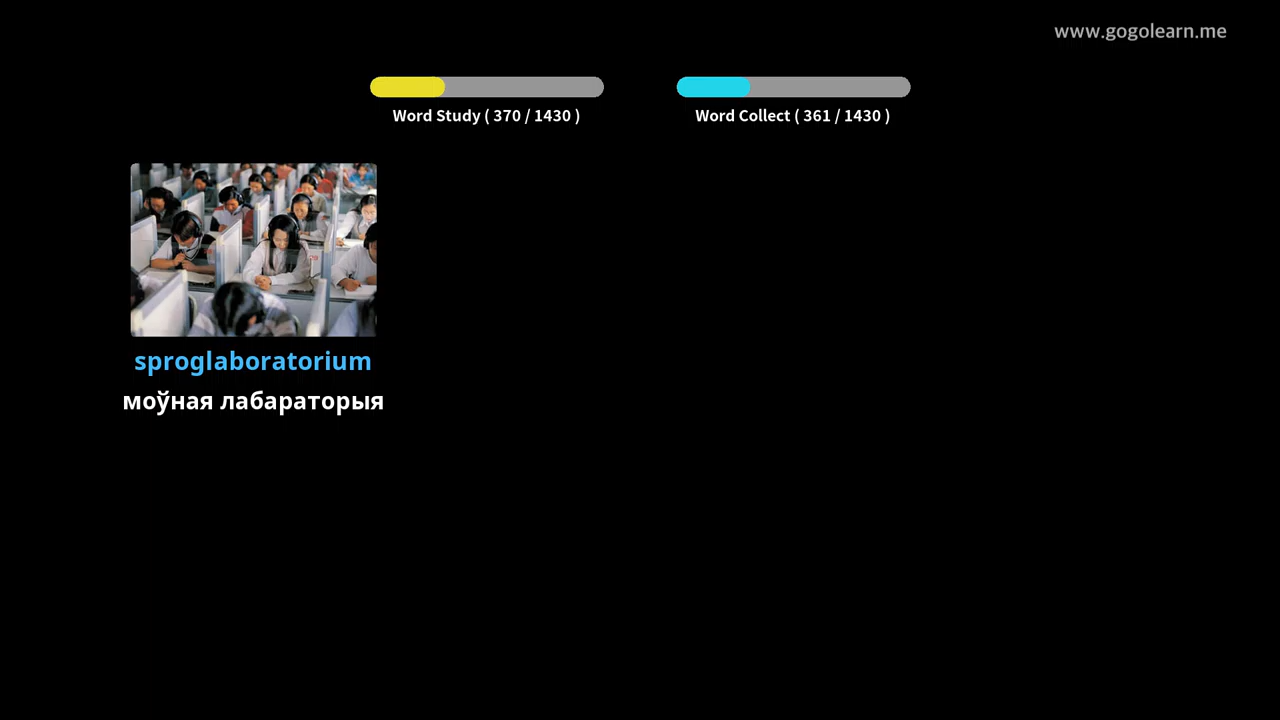 www.gogolearn.me
Word Study ( 370 / 1430 )
Word Collect ( 361 / 1430 )
sproglaboratorium
моўная лабараторыя